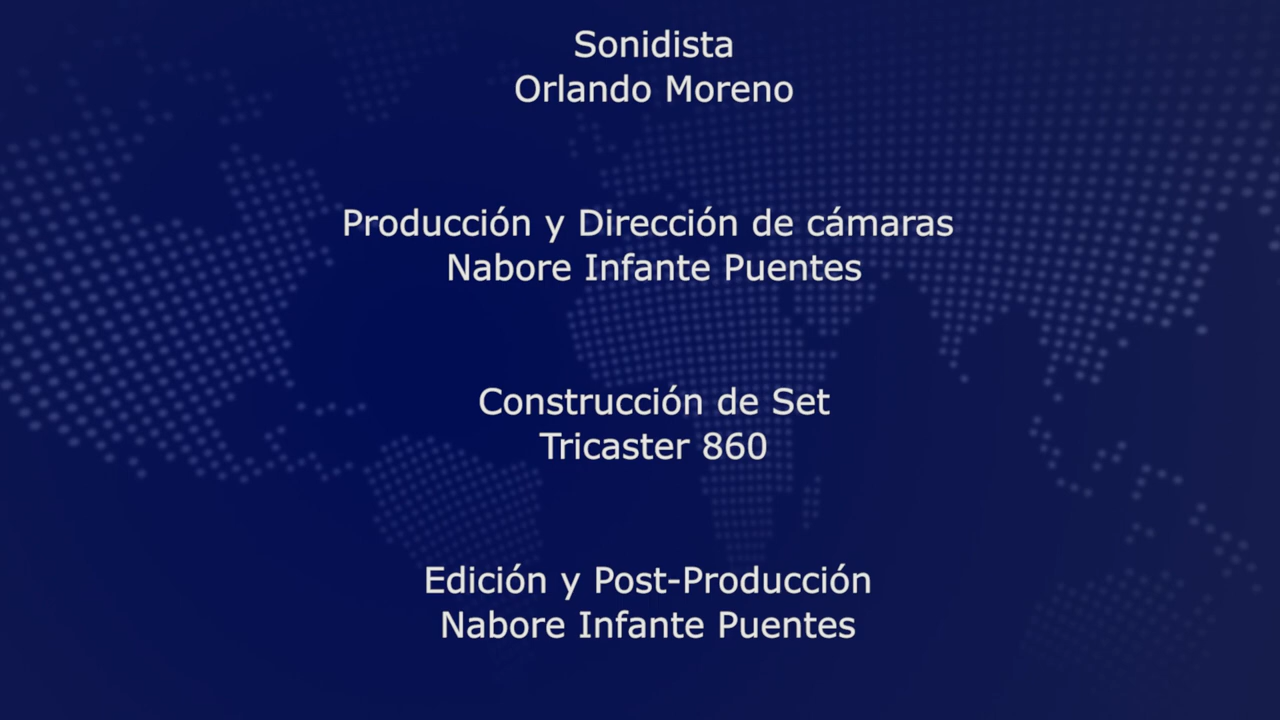 Sonidista
Orlando Moreno
Producción y Dirección de cámaras
Nabore Infante Puentes
Construcción de Set
Tricaster 860
Edición y Post-Producción
Nabore Infante Puentes